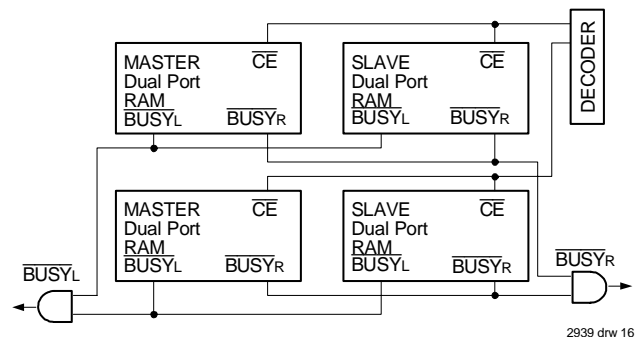 MASTER
Dual Port
RAM
BUSYL
CE
BUSYR
SLAVE
Dual Port
RAM
BUSYL
CE
BUSYR
DECODER
MASTER
Dual Port
RAM
BUSYL
CE
BUSYR
SLAVE
Dual Port
RAM
BUSYL
CE
BUSYR
BUSYL
BUSYR
2939 drw 16